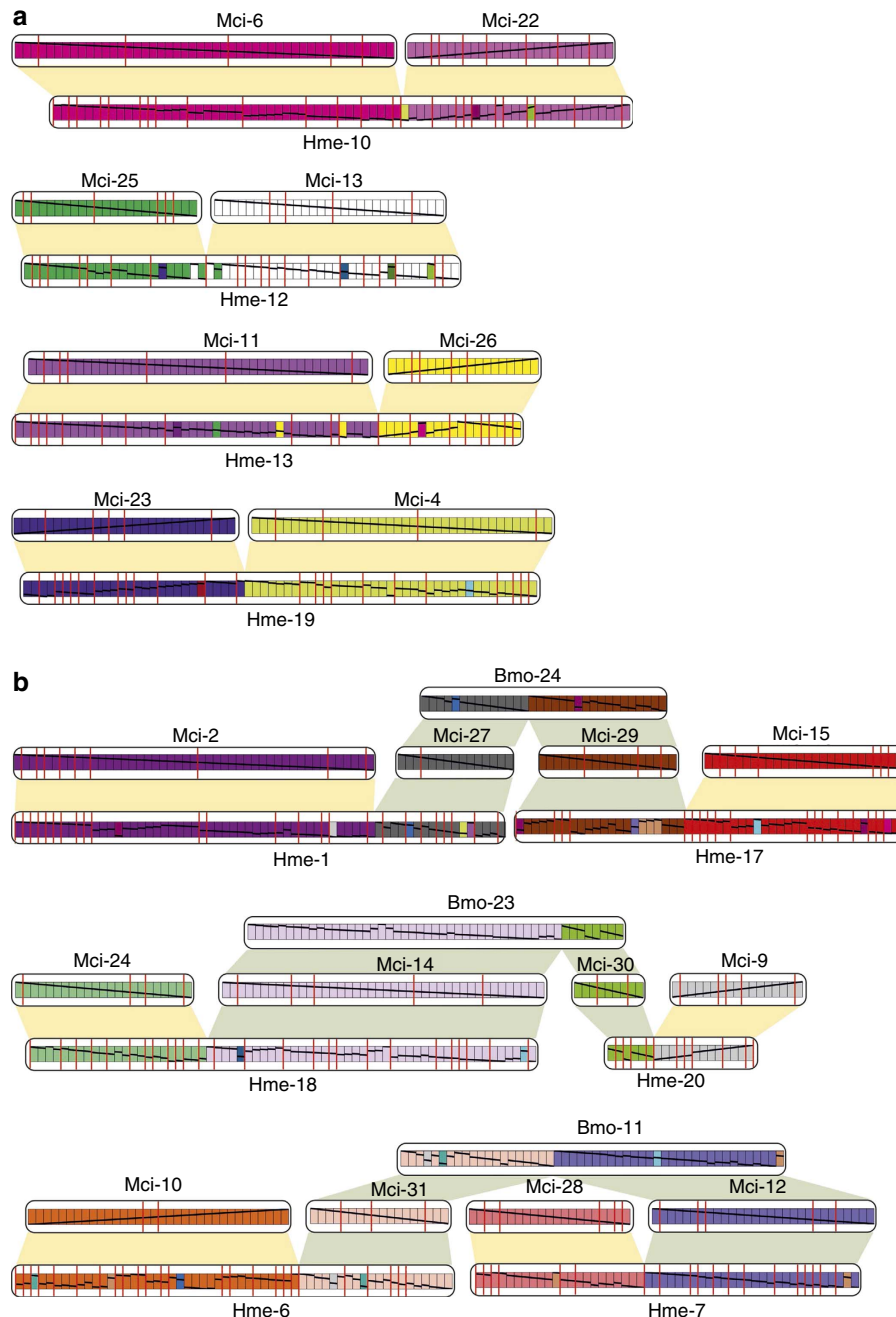 a
Mci-6 Mci-22
Hme-10
Mci-25 Mci-13
Hme-12
Mci-11 Mci-26
Hme-13
Mci-23 Mci-4
Hme-19
b
Bmo-24
Mci-2 Mci-27 Mci-29 Mci-15
Hme-1 Hme-17
Bmo-23
Mci-24 Mci-14 Mci-30 Mci-9
Hme-18 Hme-20
Bmo-11
Mci-10 Mci-31 Mci-28 Mci-12
Hme-6 Hme-7